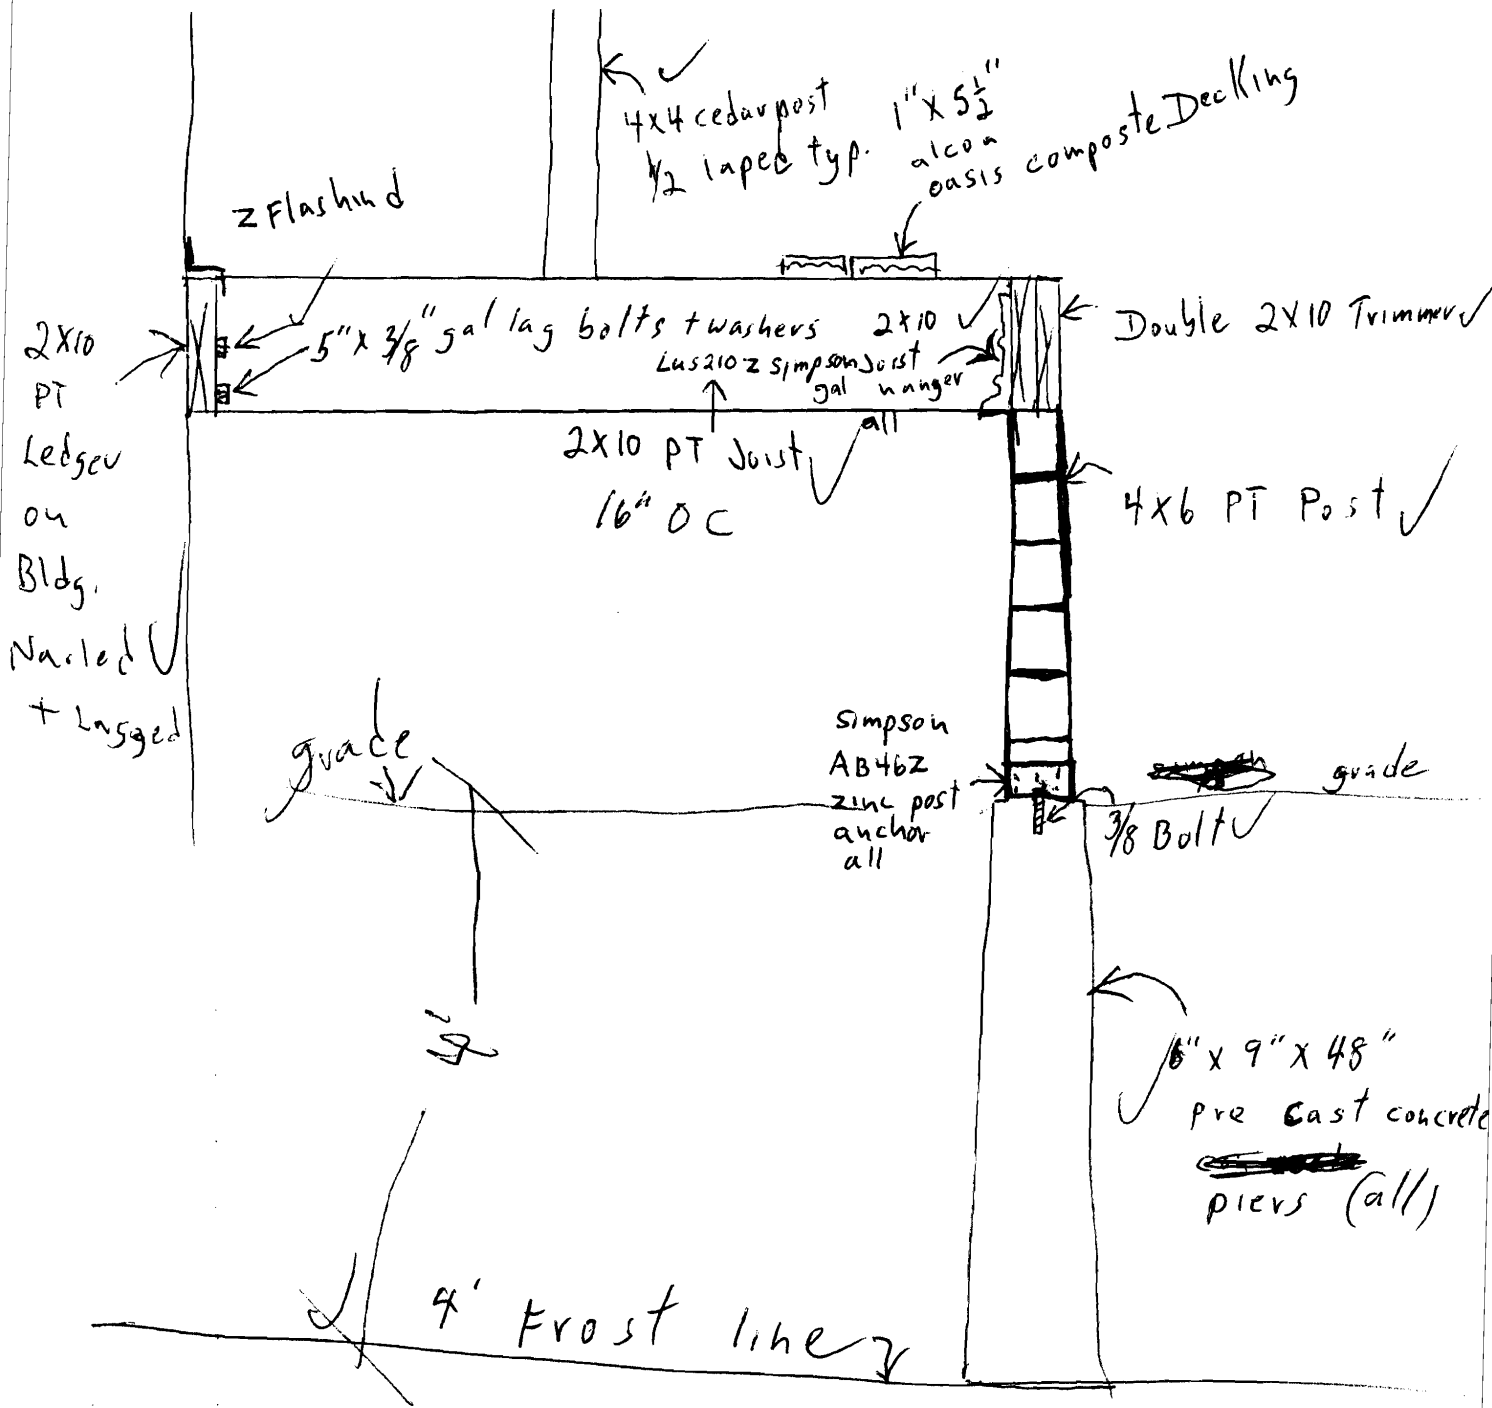 4x4 cedar post
1/2 laped typ.
1" X 5 1/2"
alcoa
oasis composte Decking
Z Flashind
2X10
PT
Ledger
on
Bldg.
Nailed
+ Lagged
5" X 3/8" gal lag bolts + washers
2X10
Lus210z Simpson Joist
gal hanger
all
Double 2X10 Trimmer
2X10 PT Joist
16" OC
4X6 PT Post
grade
Simpson
AB46Z
zinc post
anchor
all
grade
3/8 Bolt
4'
6" X 9" X 48"
pre cast concrete
piers (all)
4' Frost line